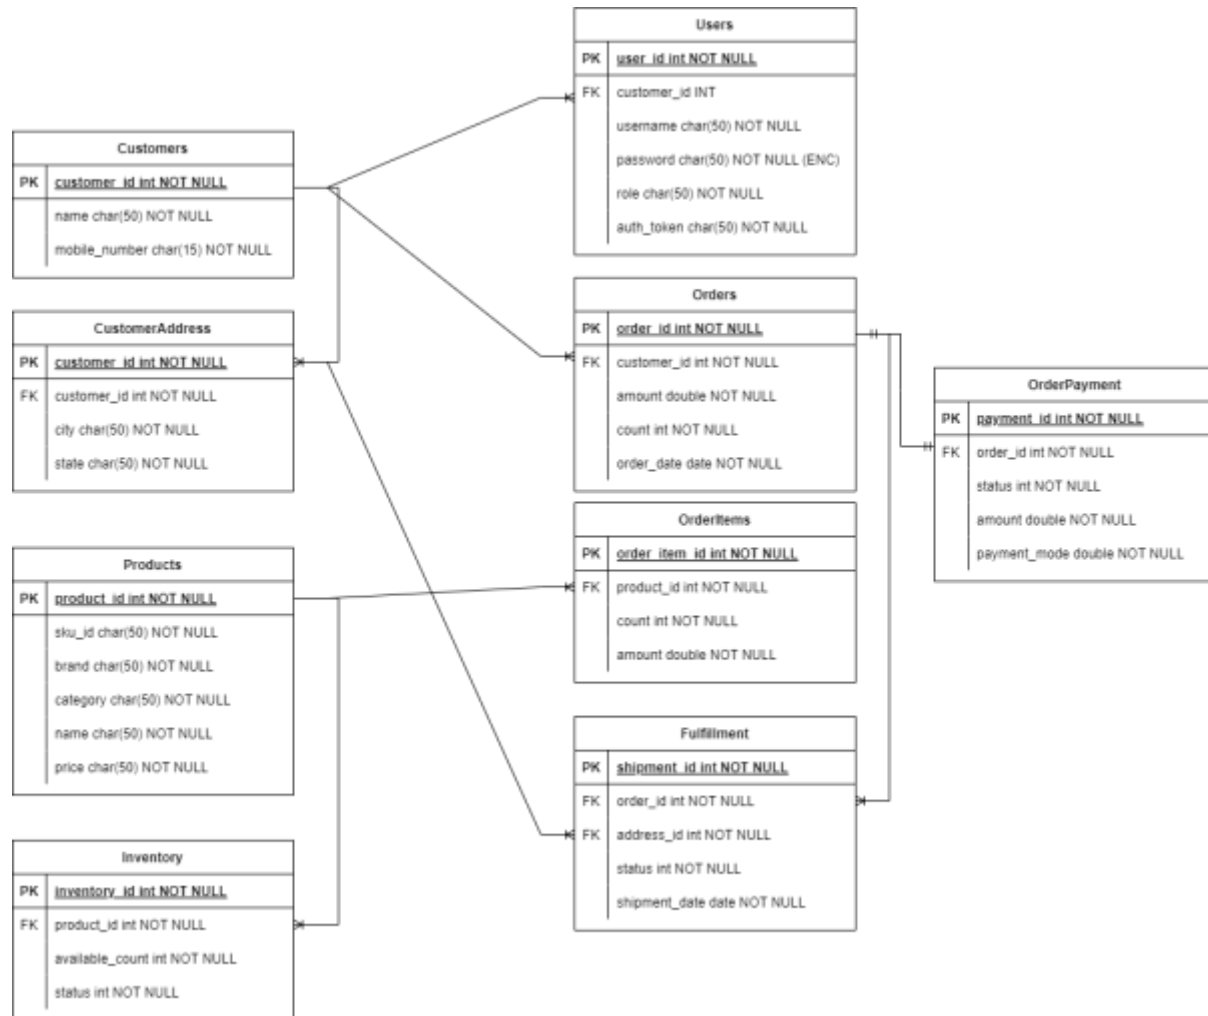 Users
PK user_id int NOT NULL
FK customer_id INT
username char(50) NOT NULL
password char(50) NOT NULL (ENC)
role char(50) NOT NULL
auth_token char(50) NOT NULL
Customers
PK customer_id int NOT NULL
name char(50) NOT NULL
mobile_number char(15) NOT NULL
CustomerAddress
PK customer_id int NOT NULL
FK customer_id int NOT NULL
city char(50) NOT NULL
state char(50) NOT NULL
Orders
PK order_id int NOT NULL
FK customer_id int NOT NULL
amount double NOT NULL
count int NOT NULL
order_date date NOT NULL
OrderPayment
PK payment_id int NOT NULL
FK order_id int NOT NULL
status int NOT NULL
amount double NOT NULL
payment_mode double NOT NULL
OrderItems
PK order_item_id int NOT NULL
FK product_id int NOT NULL
count int NOT NULL
amount double NOT NULL
Products
PK product_id int NOT NULL
sku_id char(50) NOT NULL
brand char(50) NOT NULL
category char(50) NOT NULL
name char(50) NOT NULL
price char(50) NOT NULL
Fulfillment
PK shipment_id int NOT NULL
FK order_id int NOT NULL
FK address_id int NOT NULL
status int NOT NULL
shipment_date date NOT NULL
Inventory
PK inventory_id int NOT NULL
FK product_id int NOT NULL
available_count int NOT NULL
status int NOT NULL